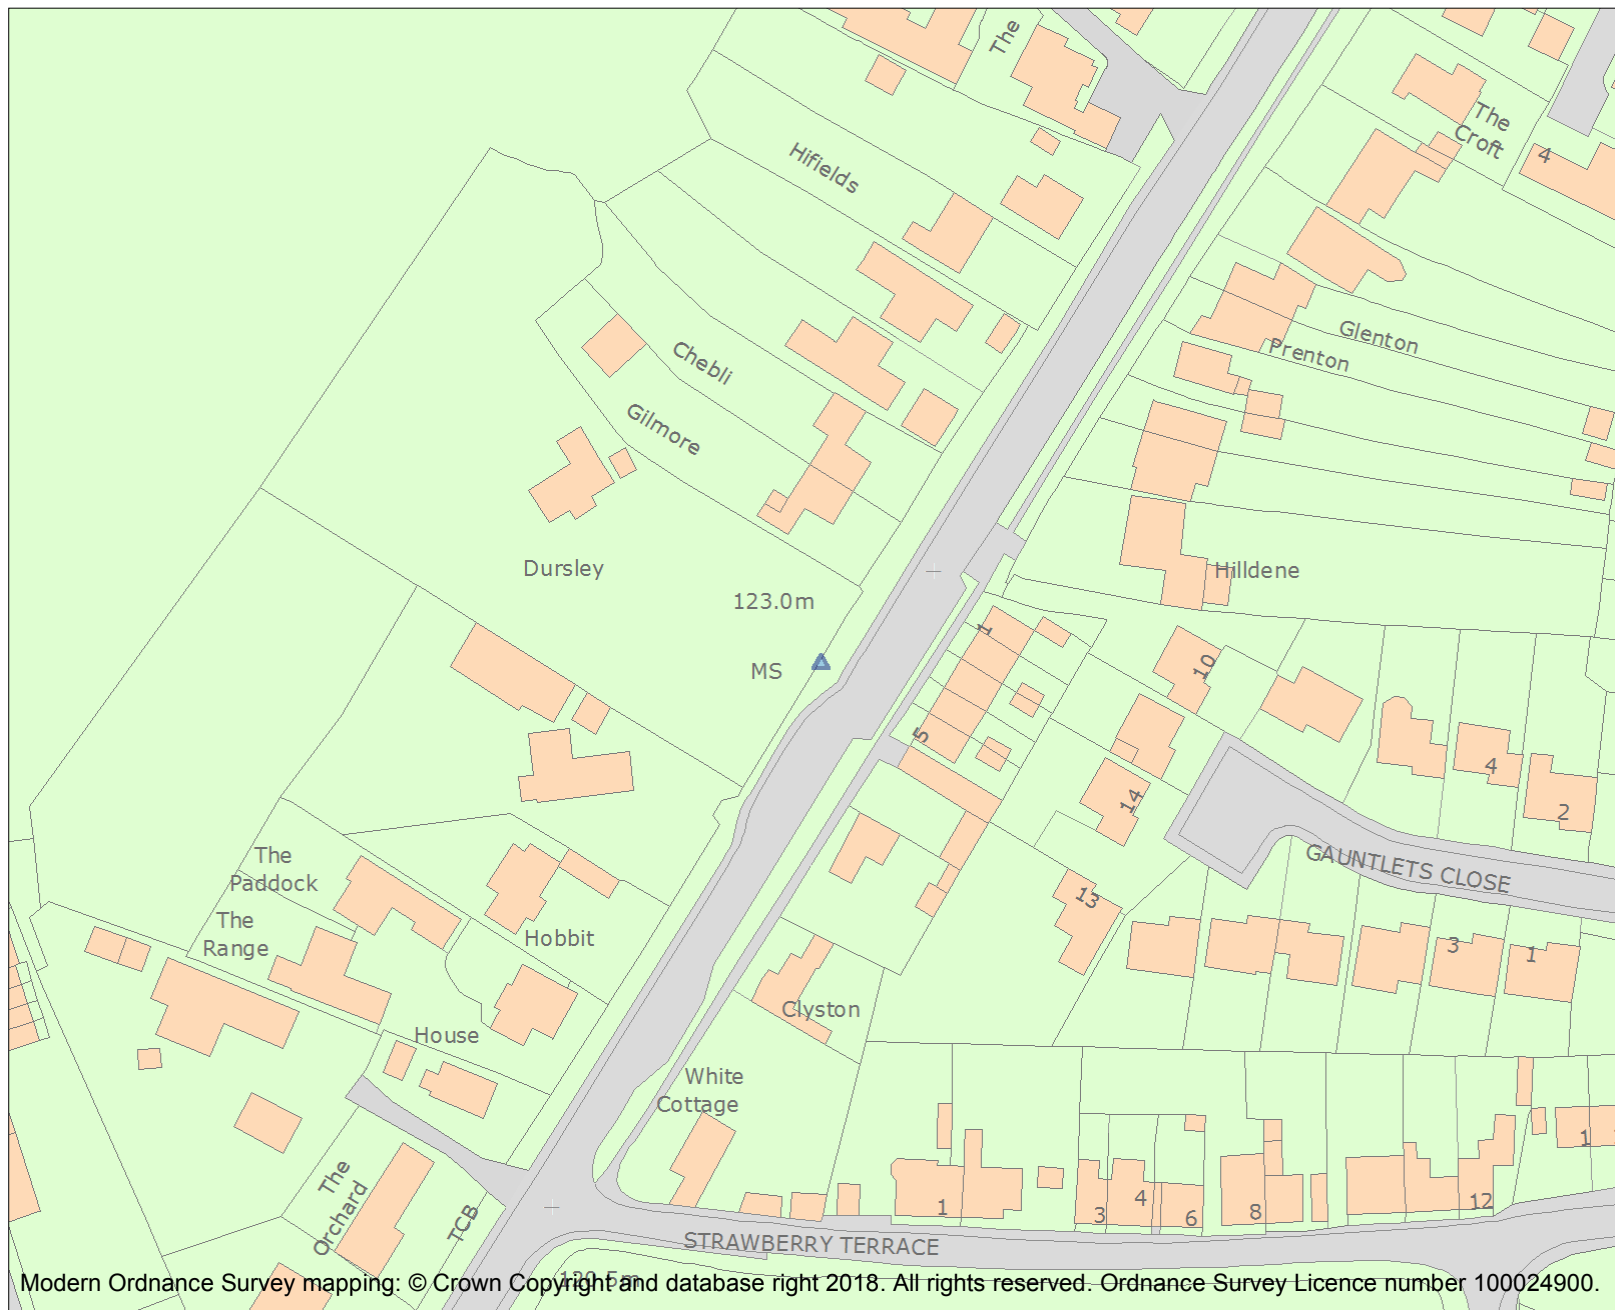 The
The
Croft
4
Hifields
Glenton
Prenton
Chebli
Gilmore
Dursley
Hilldene
123.0m
1
MS
10
5
4
14
2
GAUNTLETS CLOSE
The
Paddock
13
The
Range
Hobbit
3
1
Clyston
House
White
Cottage
1
The
Orchard
4
12
1
3
6
8
TCB
STRAWBERRY TERRACE
120.5m
Modern Ordnance Survey mapping: © Crown Copyright and database right 2018. All rights reserved. Ordnance Survey Licence number 100024900.